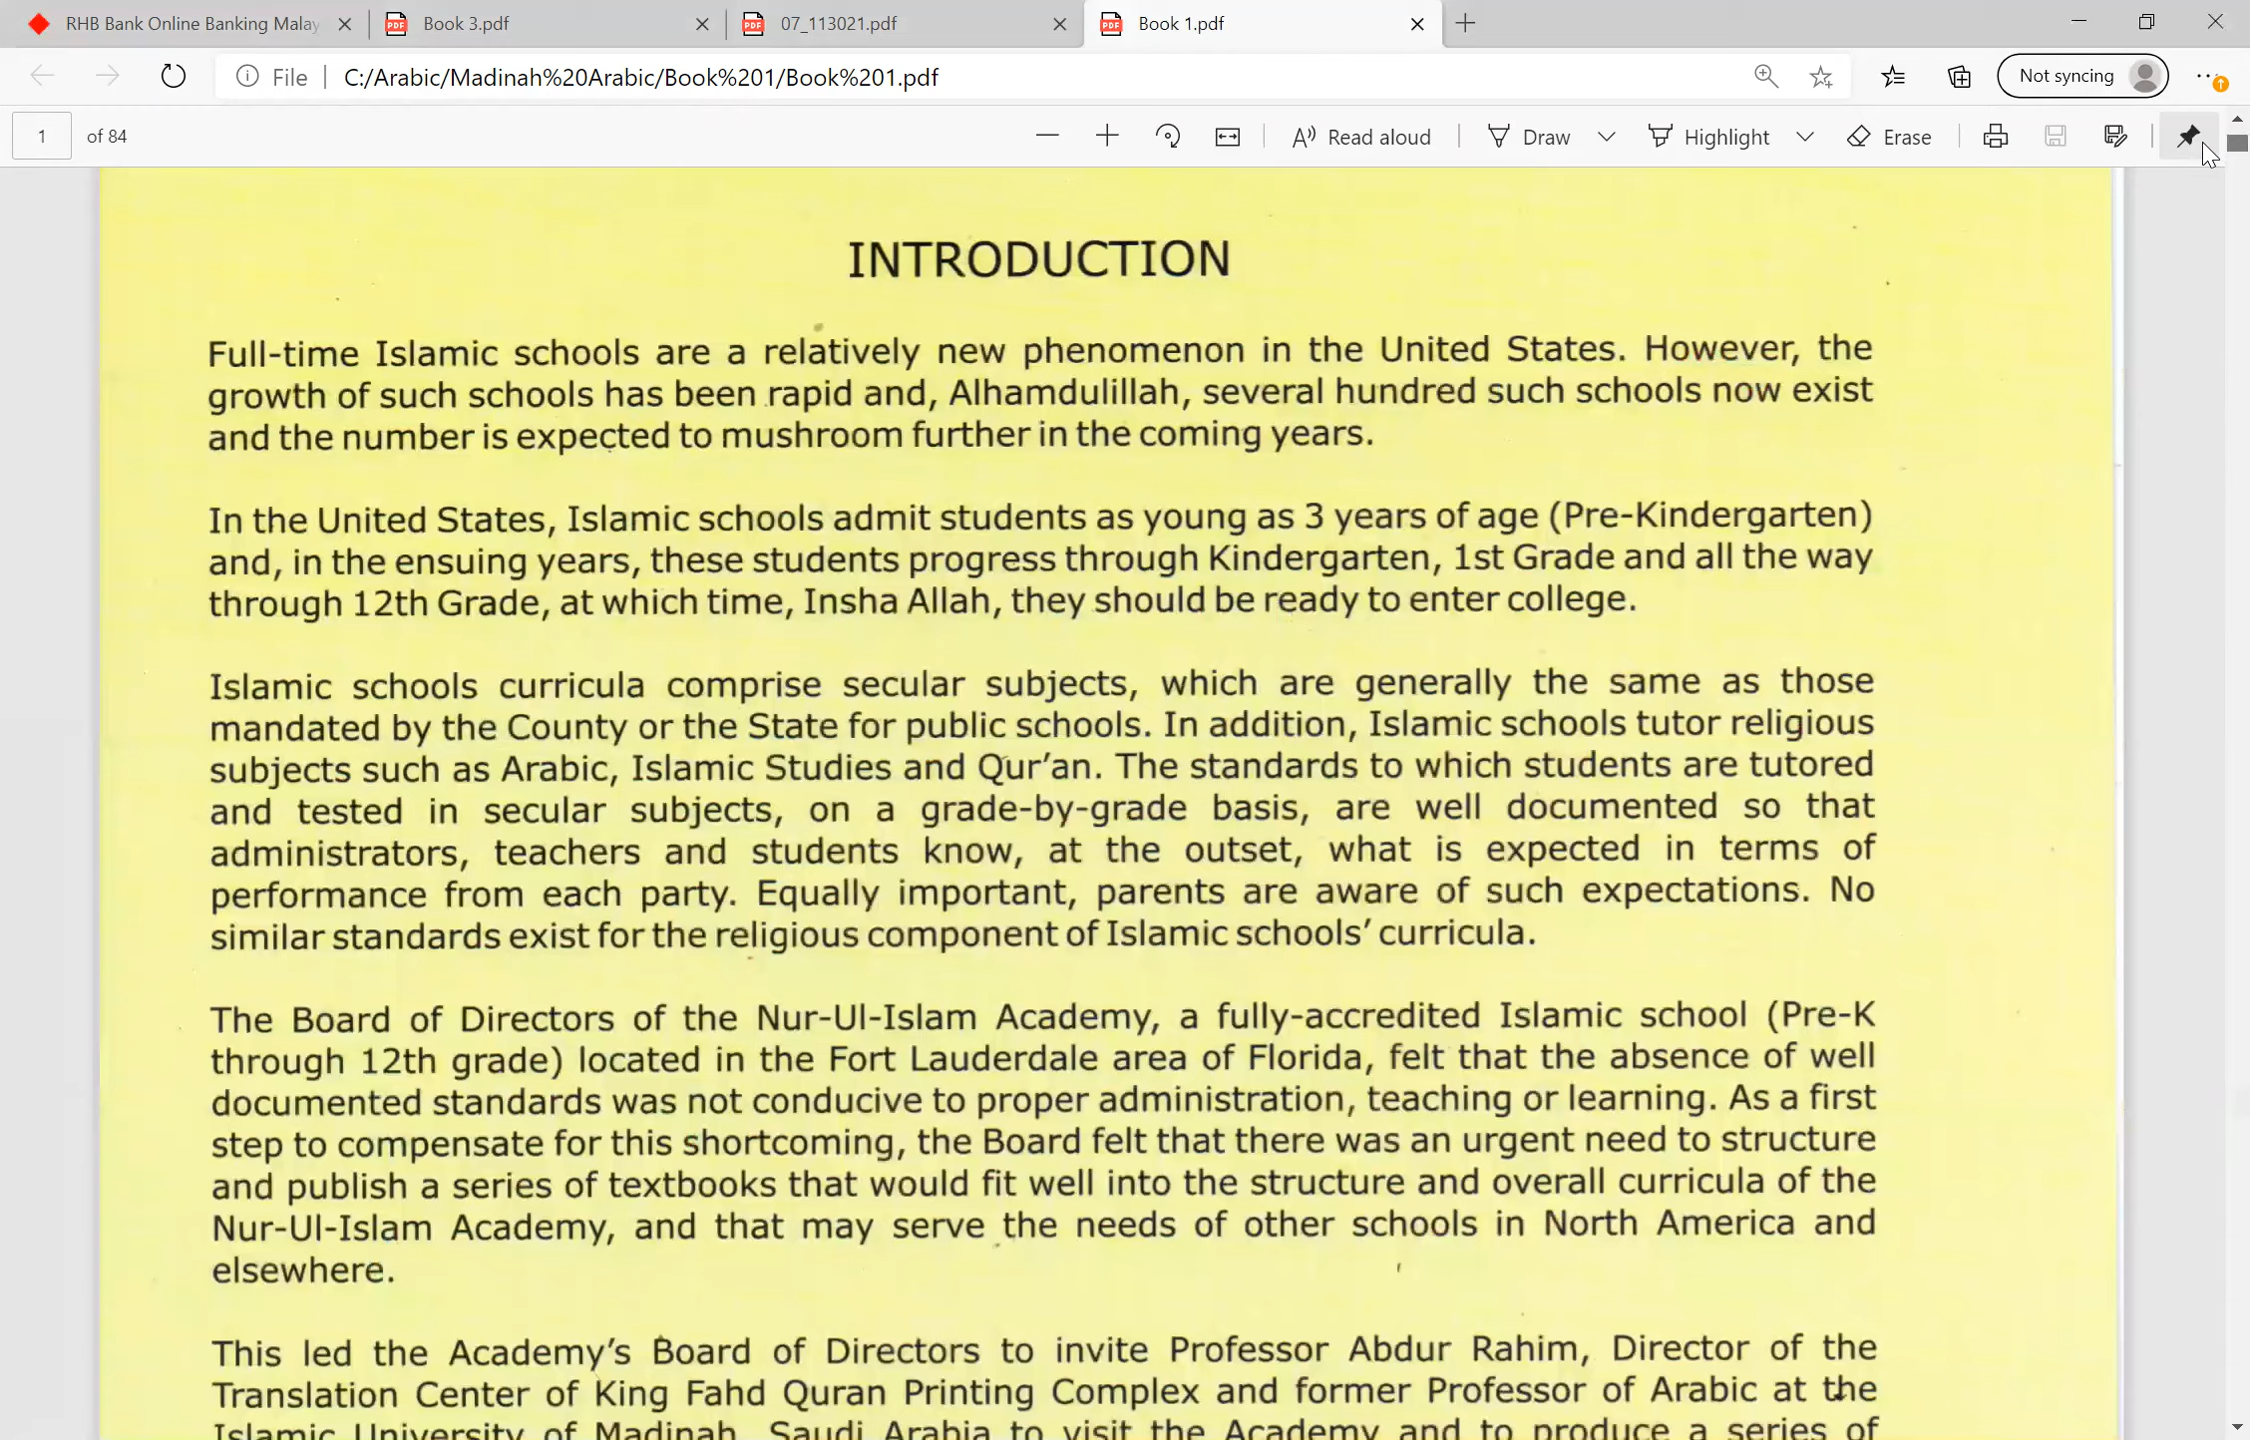 RHB Bank Online Banking Malay
Book 3.pdf
07_113021.pdf
Book 1.pdf
File
C:/Arabic/Madinah%20Arabic/Book%201/Book%201.pdf
Not syncing
1 of 84
Read aloud
Draw
Highlight
Erase
INTRODUCTION
Full-time Islamic schools are a relatively new phenomenon in the United States. However, the
growth of such schools has been rapid and, Alhamdulillah, several hundred such schools now exist
and the number is expected to mushroom further in the coming years.
In the United States, Islamic schools admit students as young as 3 years of age (Pre-Kindergarten)
and, in the ensuing years, these students progress through Kindergarten, 1st Grade and all the way
through 12th Grade, at which time, Insha Allah, they should be ready to enter college.
Islamic schools curricula comprise secular subjects, which are generally the same as those
mandated by the County or the State for public schools. In addition, Islamic schools tutor religious
subjects such as Arabic, Islamic Studies and Qur'an. The standards to which students are tutored
and tested in secular subjects, on a grade-by-grade basis, are well documented so that
administrators, teachers and students know, at the outset, what is expected in terms of
performance from each party. Equally important, parents are aware of such expectations. No
similar standards exist for the religious component of Islamic schools' curricula.
The Board of Directors of the Nur-Ul-Islam Academy, a fully-accredited Islamic school (Pre-K
through 12th grade) located in the Fort Lauderdale area of Florida, felt that the absence of well
documented standards was not conducive to proper administration, teaching or learning. As a first
step to compensate for this shortcoming, the Board felt that there was an urgent need to structure
and publish a series of textbooks that would fit well into the structure and overall curricula of the
Nur-Ul-Islam Academy, and that may serve the needs of other schools in North America and
elsewhere.
This led the Academy's Board of Directors to invite Professor Abdur Rahim, Director of the
Translation Center of King Fahd Quran Printing Complex and former Professor of Arabic at the
Islamic University of Madinah, Saudi Arabia to visit the Academy and to produce a series of